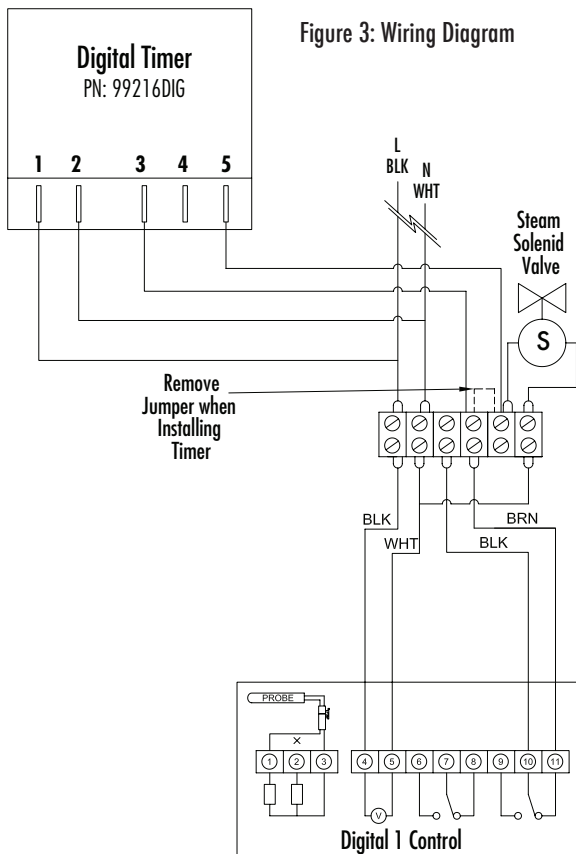 Figure 3: Wiring Diagram
Digital Timer
PN: 99216DIG
1 2 3 4 5
L
BLK
N
WHT
Steam
Solenid
Valve
S
Remove
Jumper when
Installing
Timer
BLK
WHT
BLK
BRN
PROBE
×
1 2 3 4 5 6 7 8 9 10 11
V
Digital 1 Control